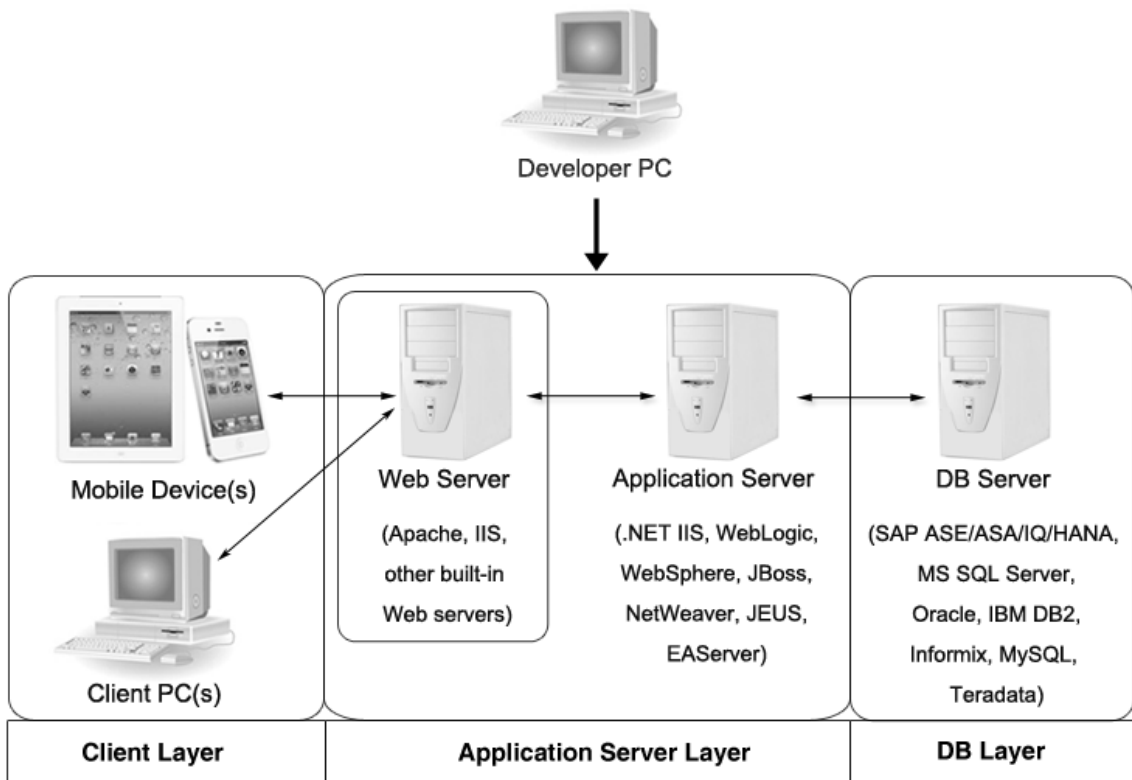 Developer PC
Mobile Device(s)
Client PC(s)
Web Server
(Apache, IIS,
other built-in
Web servers)
Application Server
(.NET IIS, WebLogic,
WebSphere, JBoss,
NetWeaver, JEUS,
EAServer)
DB Server
(SAP ASE/ASA/IQ/HANA,
MS SQL Server,
Oracle, IBM DB2,
Informix, MySQL,
Teradata)
Client Layer
Application Server Layer
DB Layer